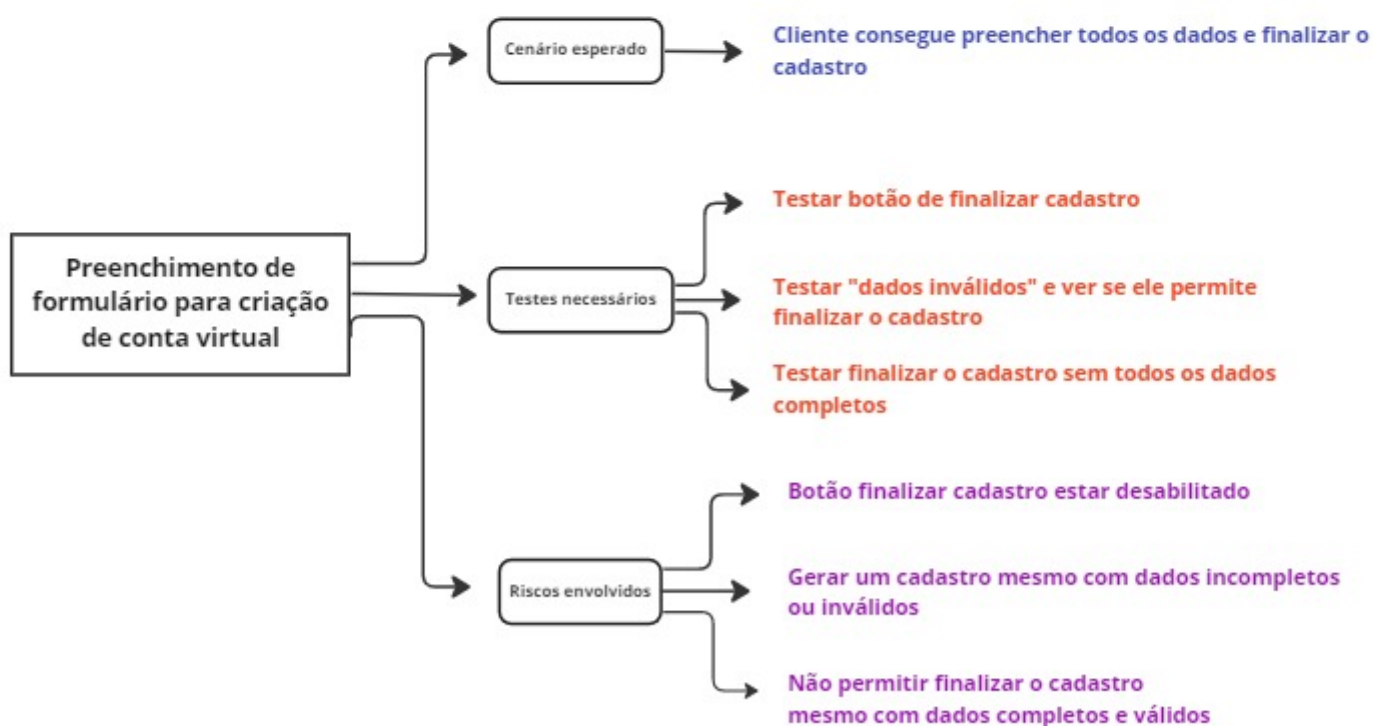 Preenchimento de
formulário para criação
de conta virtual
Cenário esperado
Cliente consegue preencher todos os dados e finalizar o
cadastro
Testes necessários
Testar botão de finalizar cadastro
Testar "dados inválidos" e ver se ele permite
finalizar o cadastro
Testar finalizar o cadastro sem todos os dados
completos
Riscos envolvidos
Botão finalizar cadastro estar desabilitado
Gerar um cadastro mesmo com dados incompletos
ou inválidos
Não permitir finalizar o cadastro
mesmo com dados completos e válidos